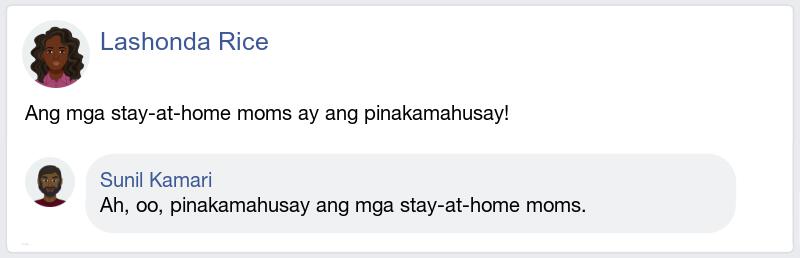 Lashonda Rice
Ang mga stay-at-home moms ay ang pinakamahusay!
Sunil Kamari
Ah, oo, pinakamahusay ang mga stay-at-home moms.